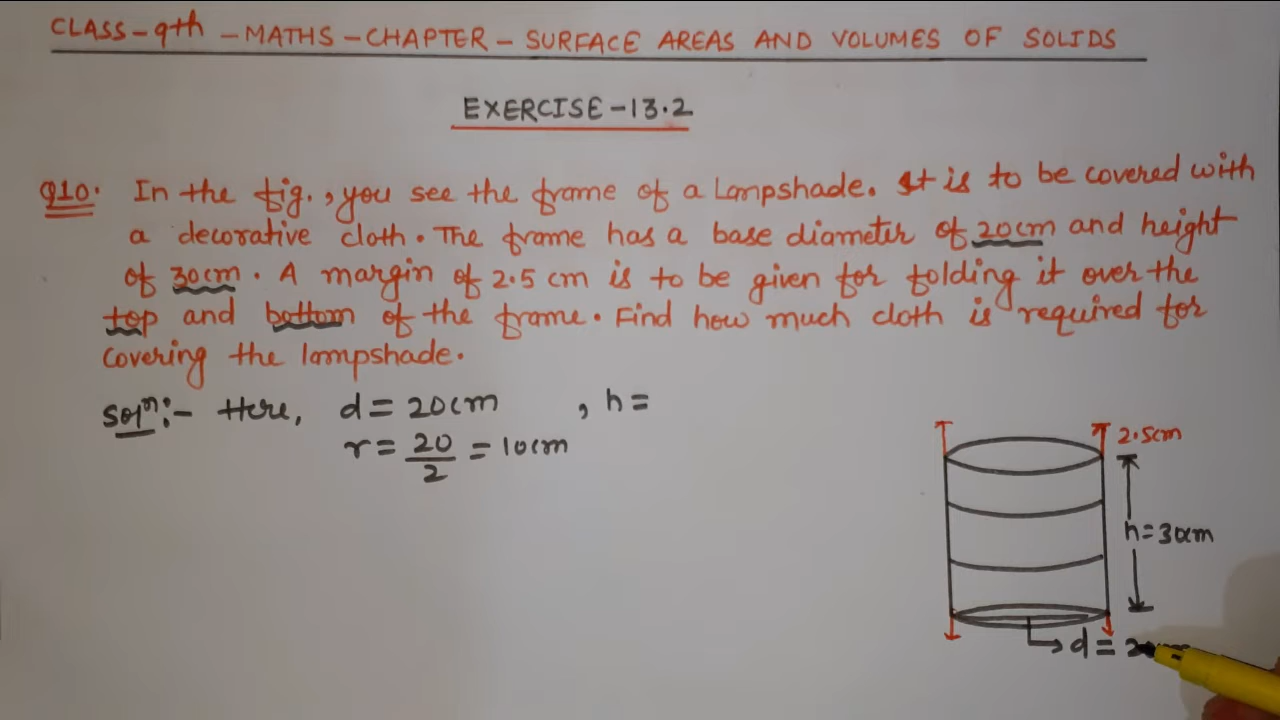 CLASS-9th-MATHS-CHAPTER-SURFACE AREAS AND VOLUMES OF SOLIDS
EXERCISE-13.2
Q10. In the fig., you see the frame of a Lampshade. It is to be covered with
a decorative cloth. The frame has a base diameter of 20cm and height
of 30cm. A margin of 2.5 cm is to be given for folding it over the
top and bottom of the frame. Find how much cloth is required for
covering the lampshade.
Solⁿ:- Here, d = 20cm , h =
r = 20/2 = 10cm
2.5cm
h = 30cm
d =